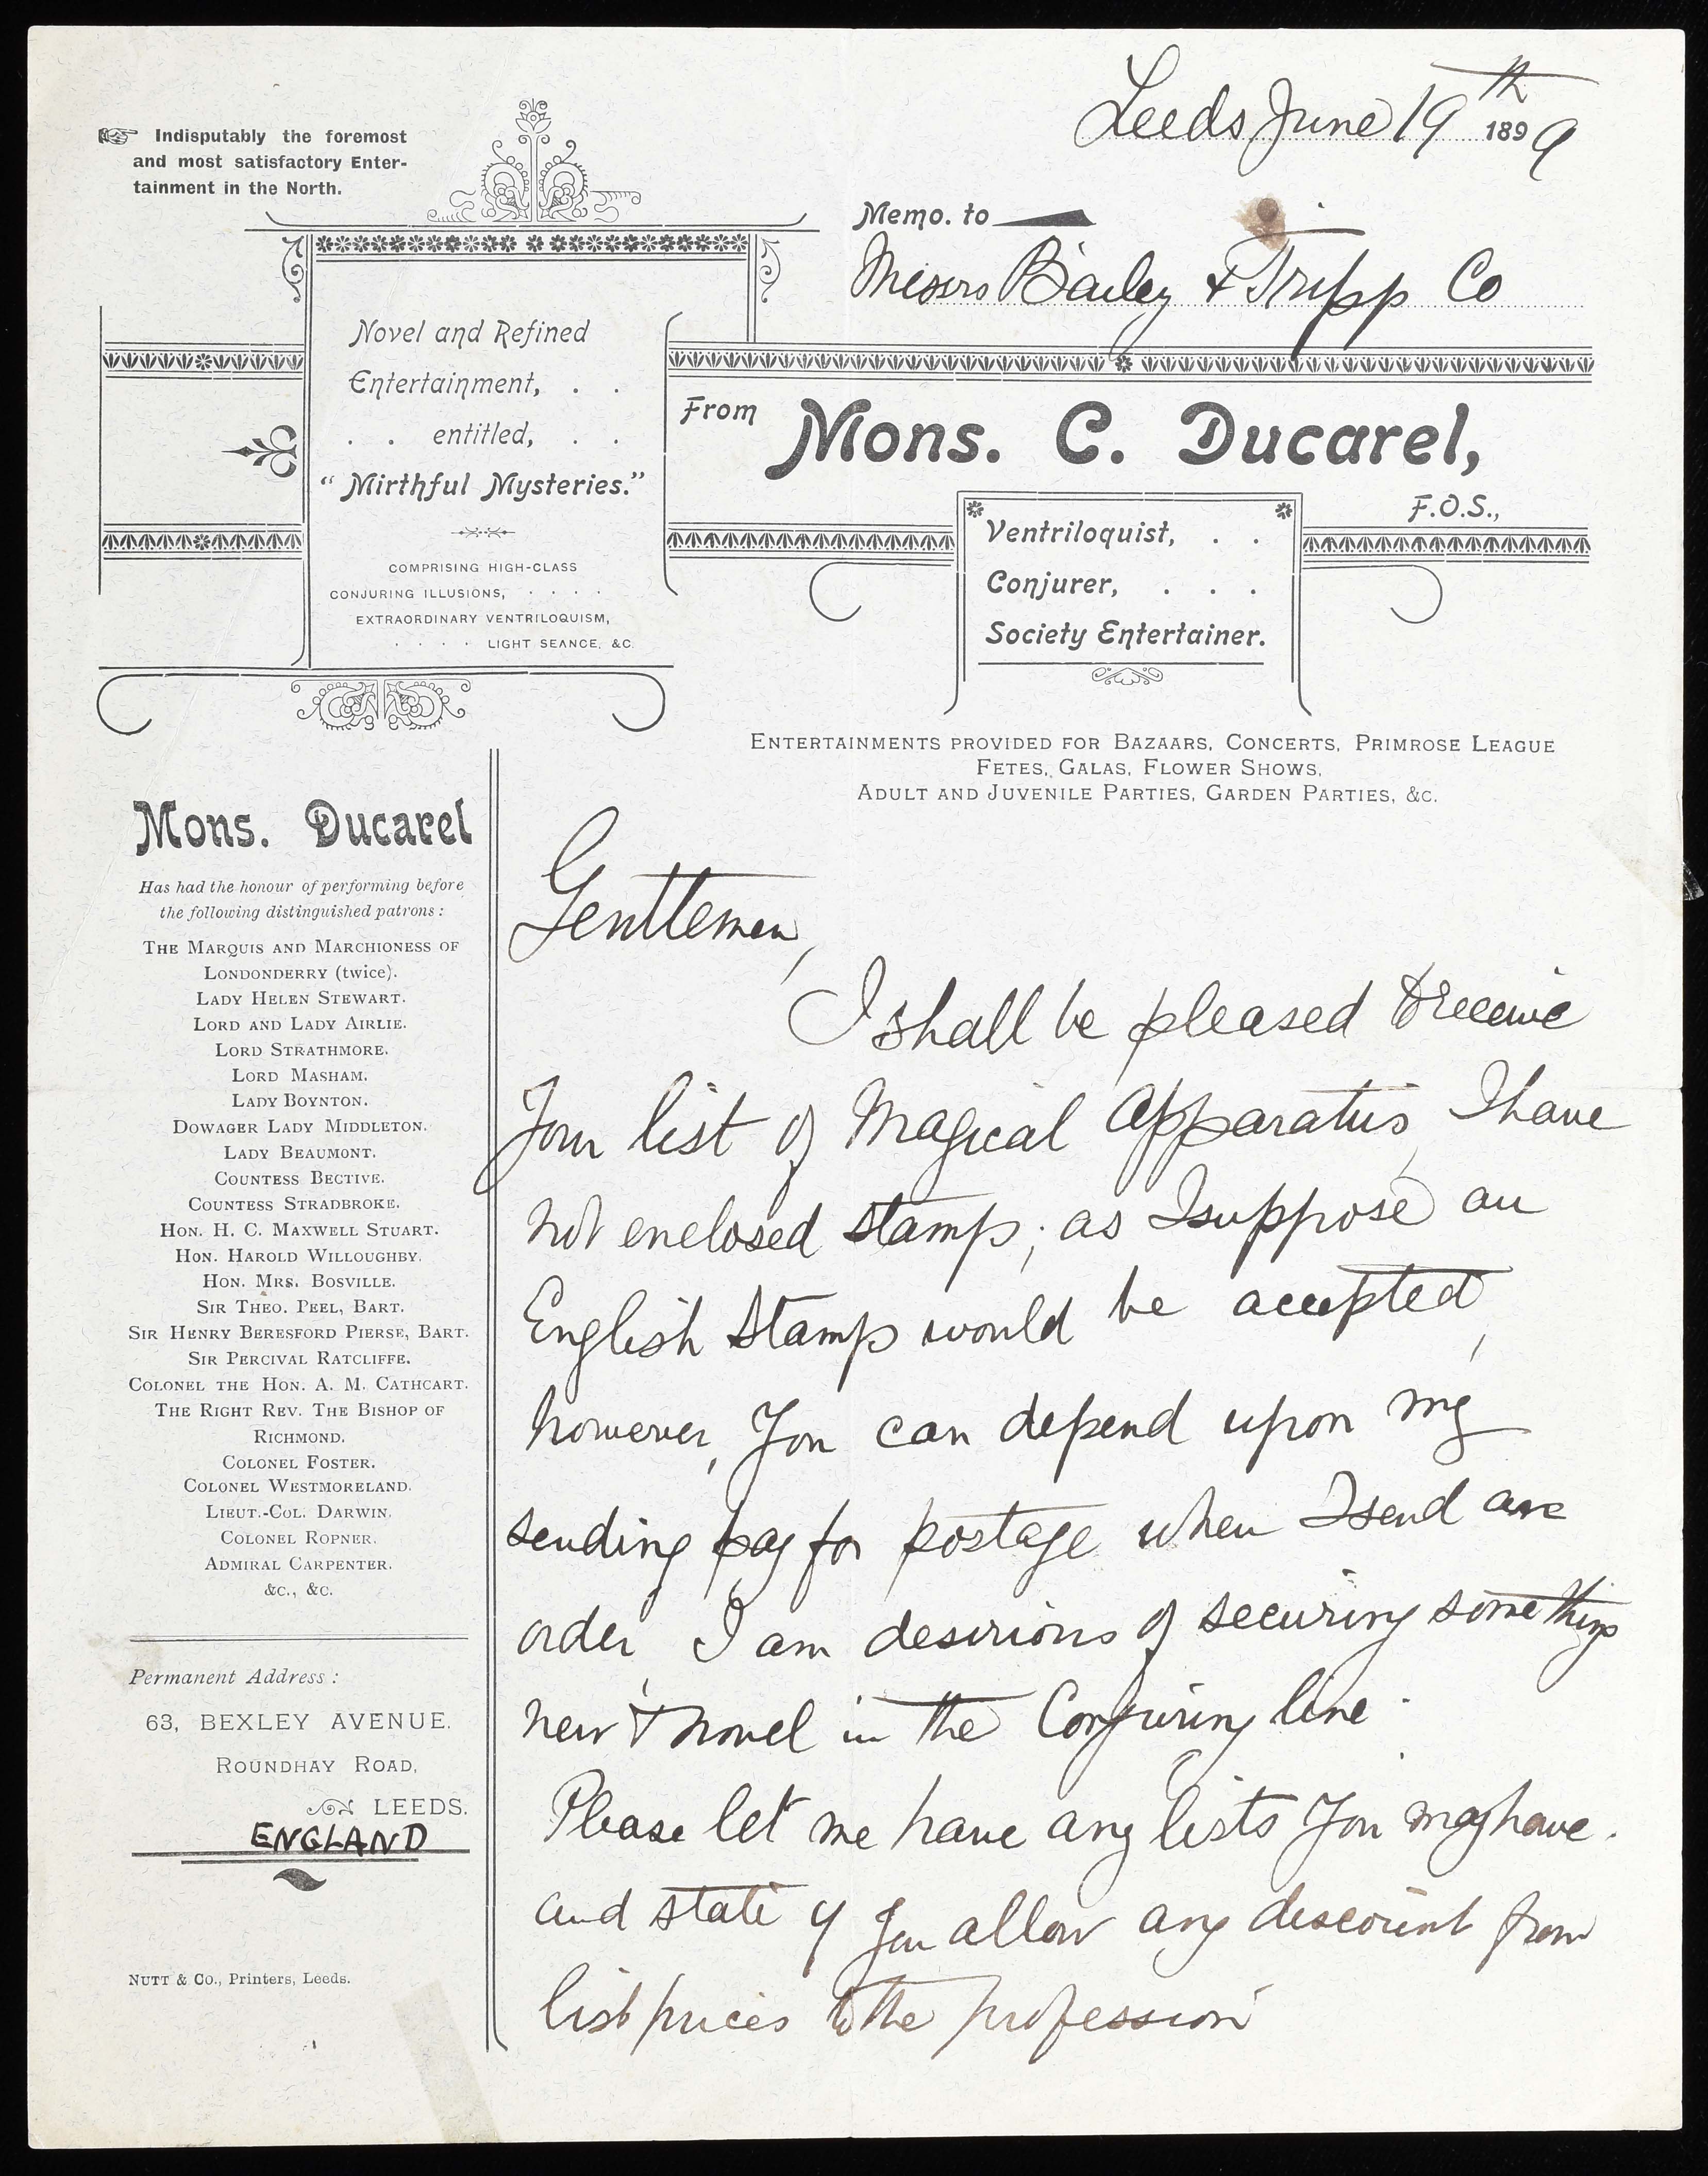 Leeds June 19th 1899
☞ Indisputably the foremost
and most satisfactory Enter-
tainment in the North.
Memo. to
Messrs Bailey & Tripp Co
Novel and Refined
Entertainment, . .
. . entitled, . .
“ Mirthful Mysteries.”
COMPRISING HIGH-CLASS
CONJURING ILLUSIONS, . . . .
EXTRAORDINARY VENTRILOQUISM,
. . . . LIGHT SEANCE, &C.
From Mons. C. Ducarel,
F.O.S.,
Ventriloquist, . .
Conjurer, . . .
Society Entertainer.
ENTERTAINMENTS PROVIDED FOR BAZAARS, CONCERTS, PRIMROSE LEAGUE
FETES, GALAS, FLOWER SHOWS,
ADULT AND JUVENILE PARTIES, GARDEN PARTIES, &C.
Mons. Ducarel
Has had the honour of performing before
the following distinguished patrons :
THE MARQUIS AND MARCHIONESS OF
LONDONDERRY (twice).
LADY HELEN STEWART.
LORD AND LADY AIRLIE.
LORD STRATHMORE.
LORD MASHAM.
LADY BOYNTON.
DOWAGER LADY MIDDLETON.
LADY BEAUMONT.
COUNTESS BECTIVE.
COUNTESS STRADBROKE.
HON. H. C. MAXWELL STUART.
HON. HAROLD WILLOUGHBY.
HON. MRS. BOSVILLE.
SIR THEO. PEEL, BART.
SIR HENRY BERESFORD PIERSE, BART.
SIR PERCIVAL RATCLIFFE.
COLONEL THE HON. A. M. CATHCART.
THE RIGHT REV. THE BISHOP OF
RICHMOND.
COLONEL FOSTER.
COLONEL WESTMORELAND.
LIEUT.-COL. DARWIN.
COLONEL ROPNER.
ADMIRAL CARPENTER.
&C., &C.
Permanent Address :
63, BEXLEY AVENUE,
ROUNDHAY ROAD,
LEEDS.
ENGLAND
NUTT & CO., Printers, Leeds.
Gentlemen,
I shall be pleased to receive
Your list of Magical Apparatus, I have
not enclosed stamp; as I suppose an
English stamp would be accepted,
however, You can depend upon my
sending pay for postage when I send an
order, I am desirious of securing something
new & novel in the Conjuring line.
Please let me have any lists You may have.
and state if You allow any discount from
list prices to the profession